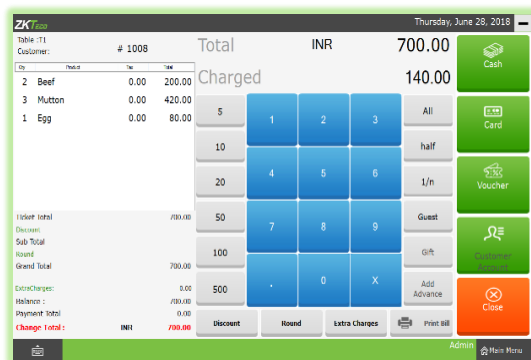 ZKTeco
Thursday, June 28, 2018
Table :T1
Customer:
# 1008
Qty Product Tax Total
2 Beef 0.00 200.00
3 Mutton 0.00 420.00
1 Egg 0.00 80.00
Total INR 700.00
Charged 140.00
5 1 2 3 All
10 half
20 4 5 6 1/n
50 7 8 9 Guest
100 Gift
500 . 0 X Add Advance
Discount Round Extra Charges Print Bill
Cash
Card
Voucher
Customer
Account
Close
Ticket Total 700.00
Discount
Sub Total
Round
Grand Total 700.00
ExtraCharges: 0.00
Balance : 700.00
Payment Total 0.00
Change Total : INR 700.00
Admin
Main Menu